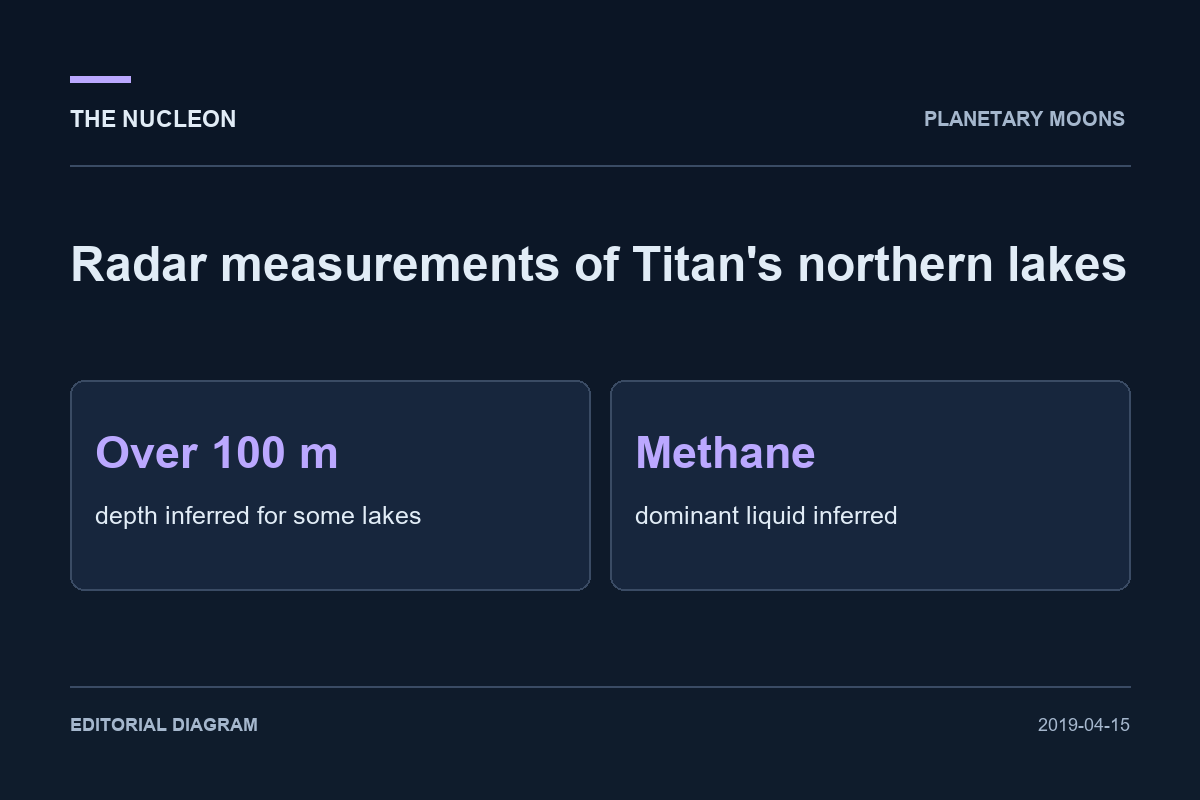 THE NUCLEON
PLANETARY MOONS
Radar measurements of Titan's northern lakes
Over 100 m
depth inferred for some lakes
Methane
dominant liquid inferred
EDITORIAL DIAGRAM
2019-04-15